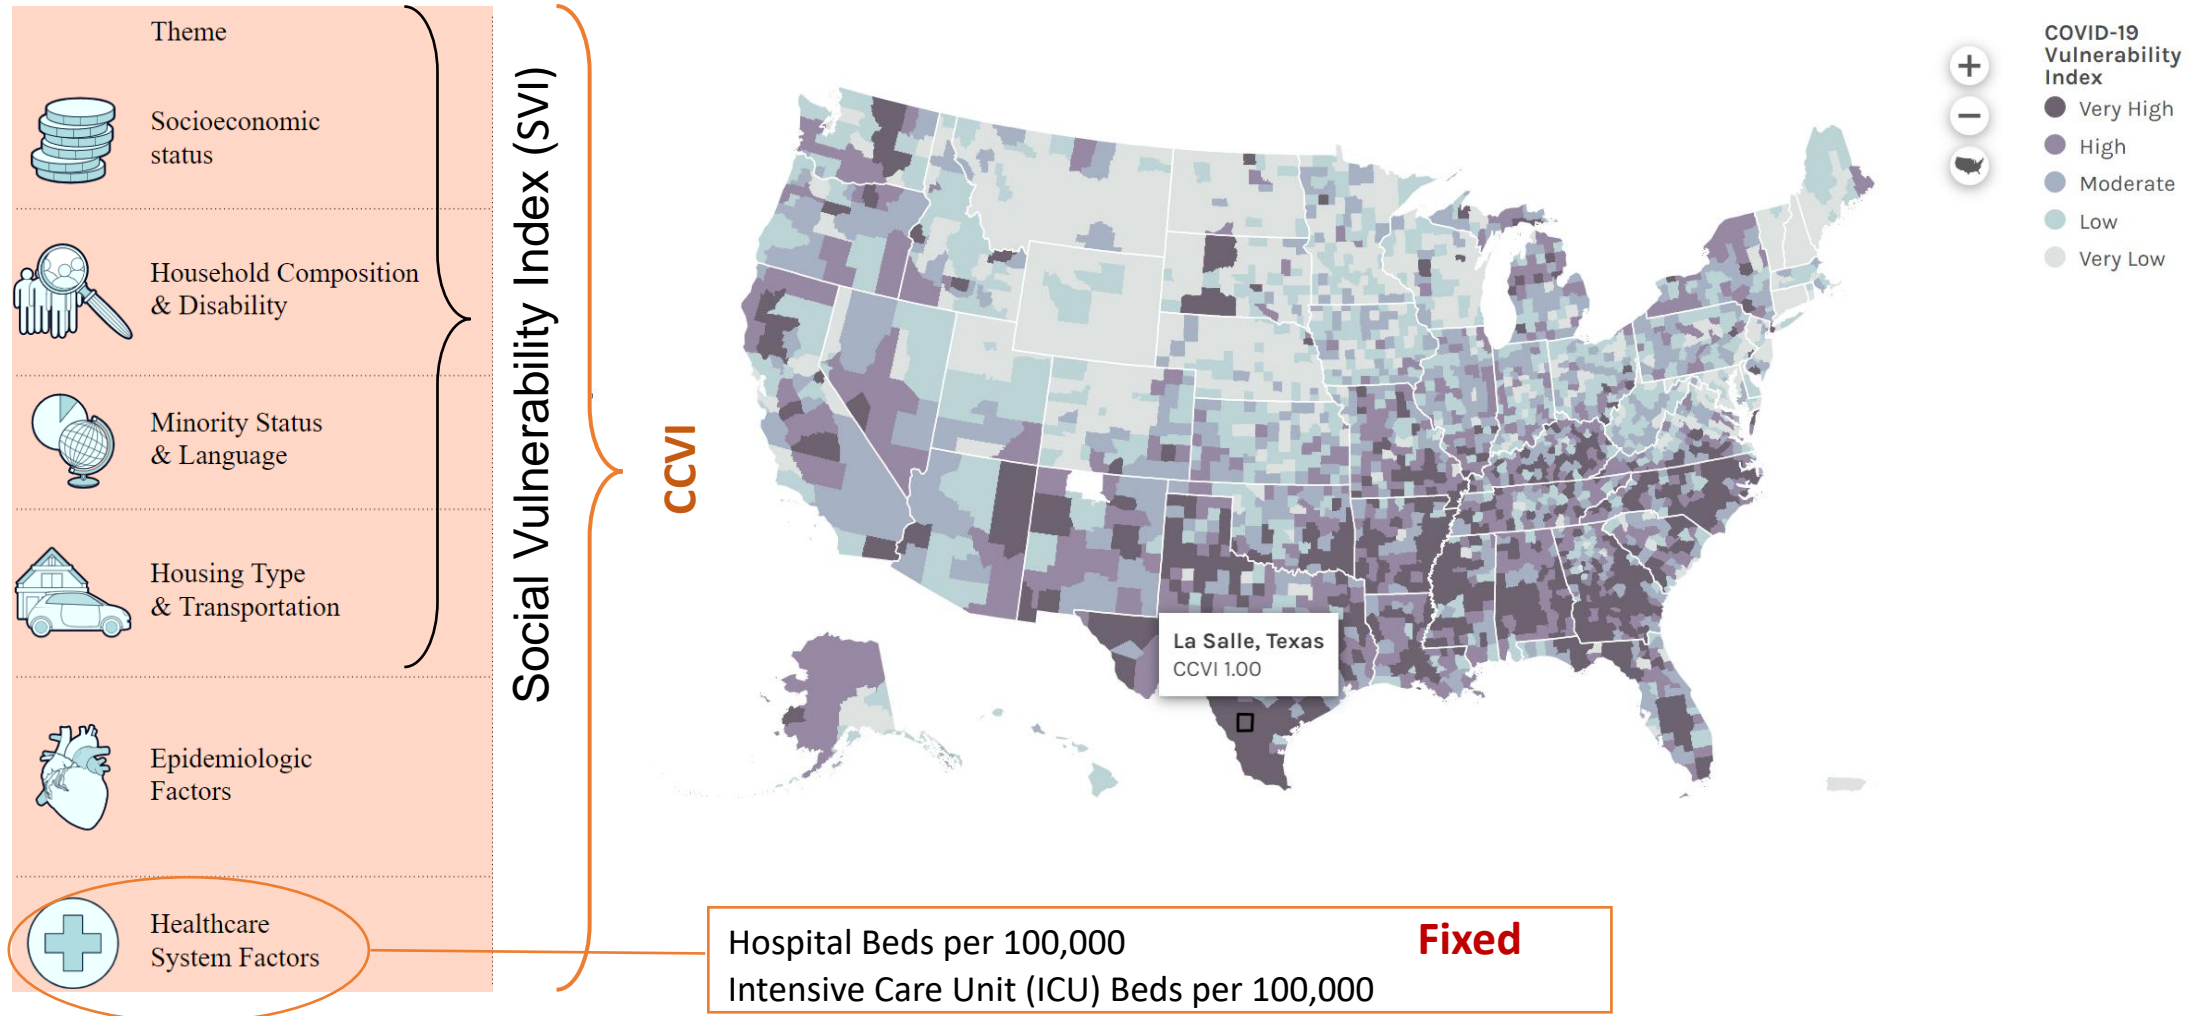 Theme
Socioeconomic
status
Household Composition
& Disability
Minority Status
& Language
Housing Type
& Transportation
Epidemiologic
Factors
Healthcare
System Factors
Social Vulnerability Index (SVI)
CCVI
COVID-19
Vulnerability
Index
Very High
High
Moderate
Low
Very Low
La Salle, Texas
CCVI 1.00
Hospital Beds per 100,000
Fixed
Intensive Care Unit (ICU) Beds per 100,000